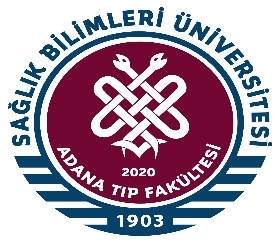 SAĞLIK BİLİMLERİ ÜNİVERSİTESİ
2020
ADANA TIP FAKÜLTESİ
1903